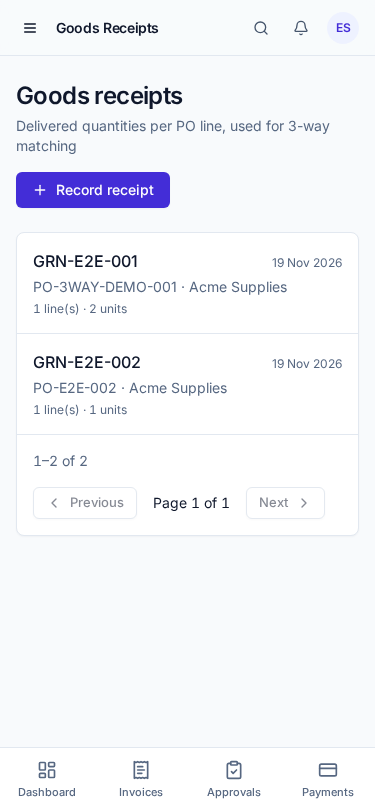 Goods Receipts
ES
Goods receipts
Delivered quantities per PO line, used for 3-way
matching
Record receipt
GRN-E2E-001
19 Nov 2026
PO-3WAY-DEMO-001 · Acme Supplies
1 line(s) · 2 units
GRN-E2E-002
19 Nov 2026
PO-E2E-002 · Acme Supplies
1 line(s) · 1 units
1–2 of 2
Previous
Page 1 of 1
Next
Dashboard
Invoices
Approvals
Payments